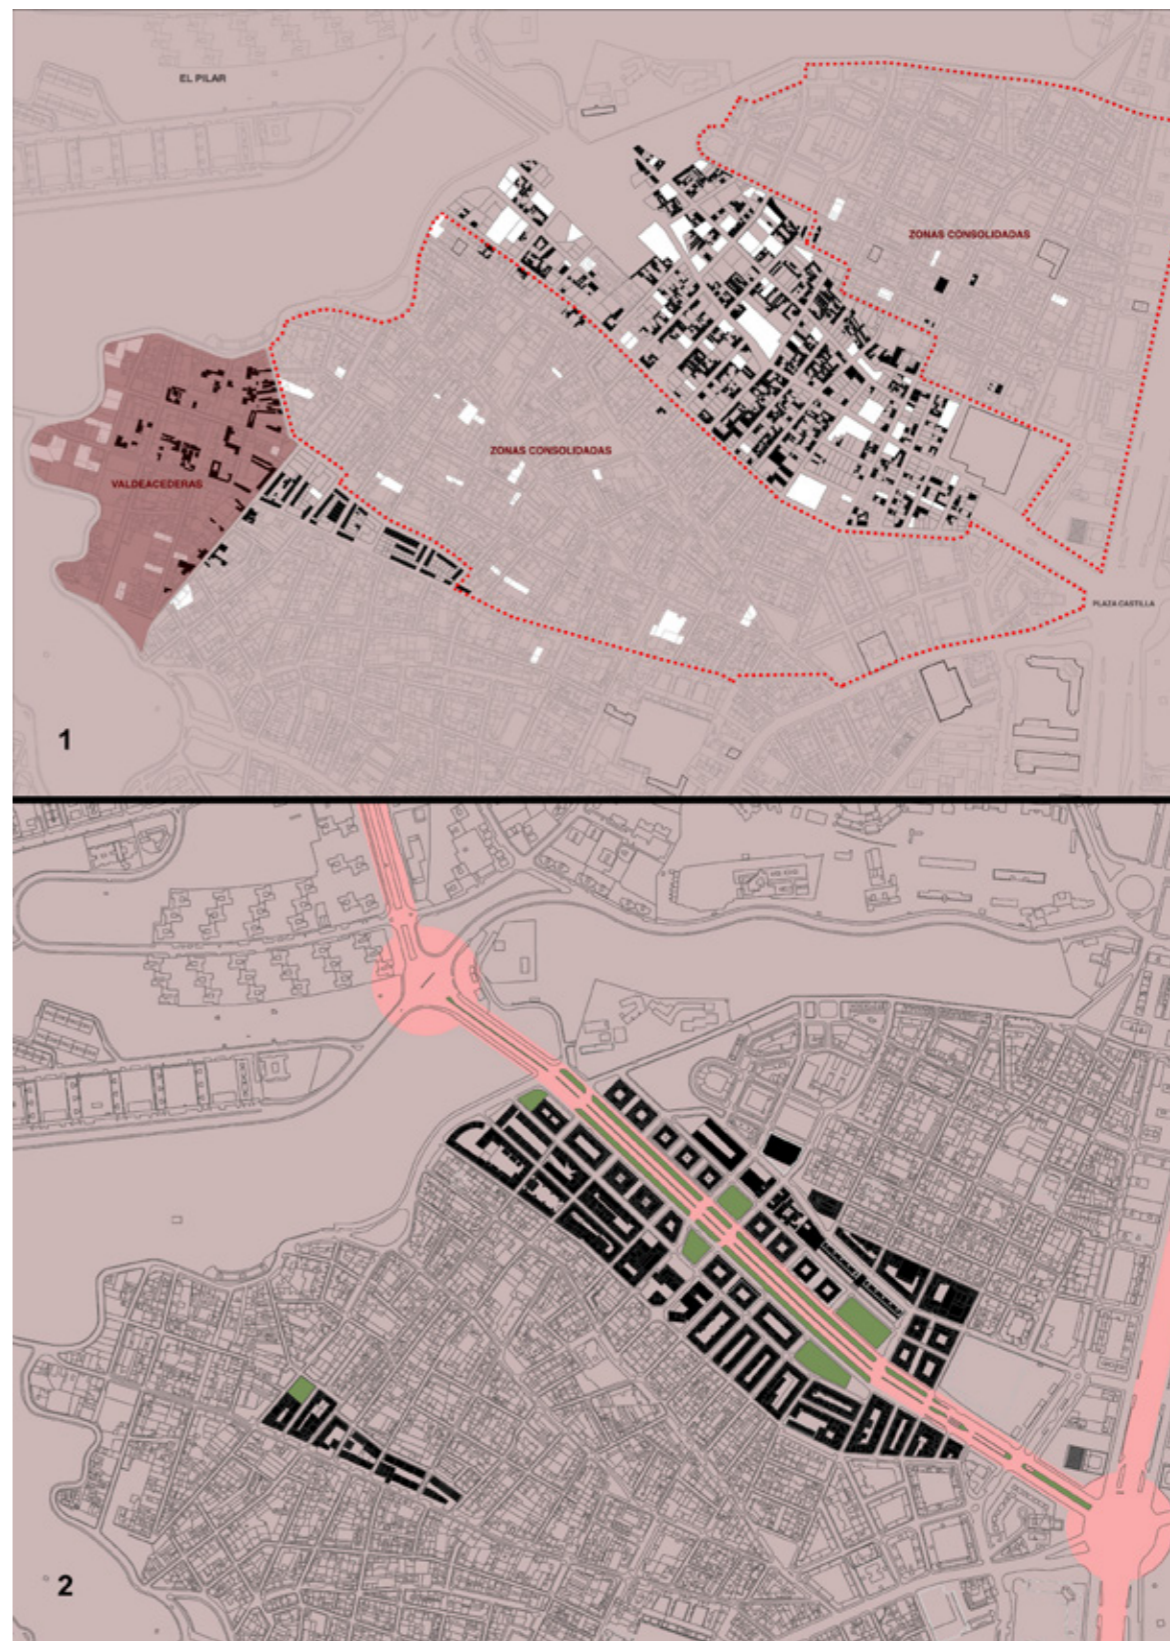 EL PILAR
ZONAS CONSOLIDADAS
ZONAS CONSOLIDADAS
VALDEACEDERAS
PLAZA CASTILLA
1
2